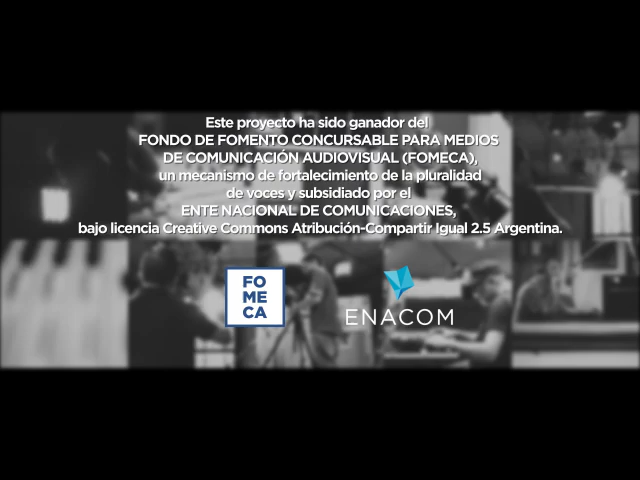 Este proyecto ha sido ganador del
FONDO DE FOMENTO CONCURSABLE PARA MEDIOS
DE COMUNICACIÓN AUDIOVISUAL (FOMECA),
un mecanismo de fortalecimiento de la pluralidad
de voces y subsidiado por el
ENTE NACIONAL DE COMUNICACIONES,
bajo licencia Creative Commons Atribución-Compartir Igual 2.5 Argentina.
FO
ME
CA
ENACOM